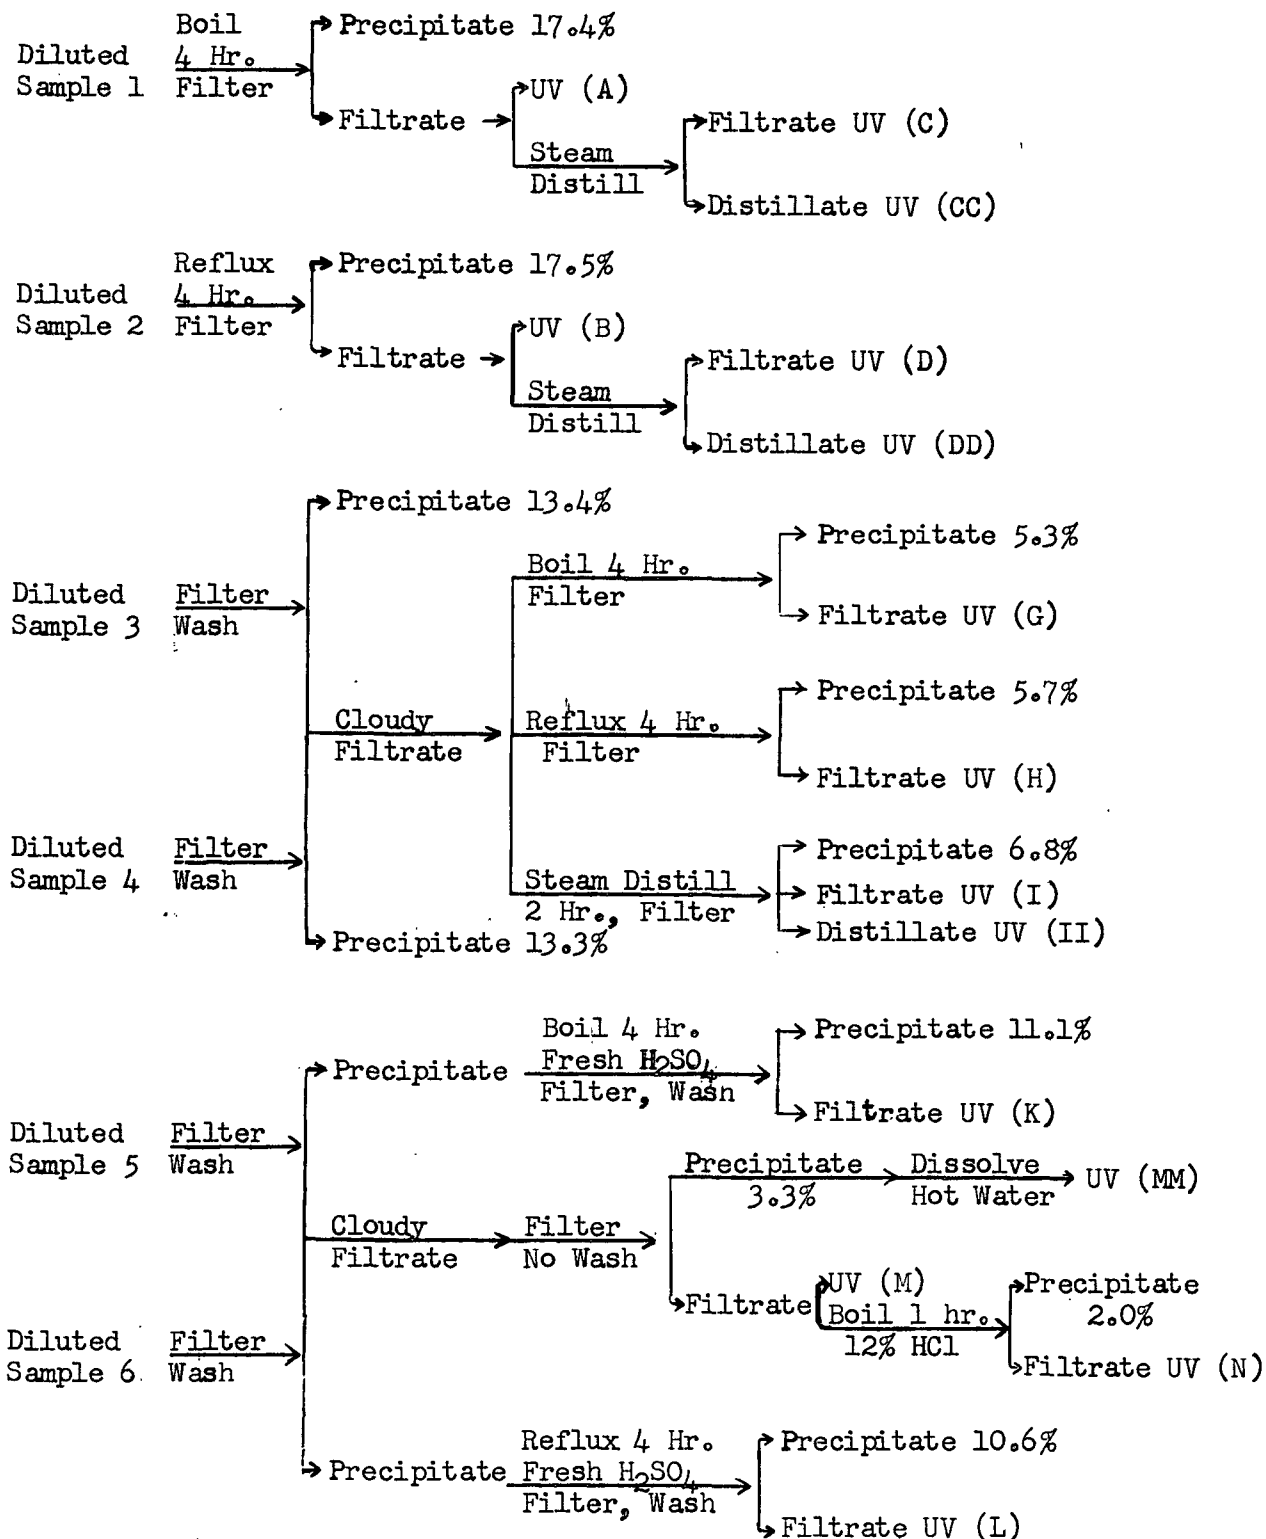 Diluted
Sample 1
Boil
4 Hr.
Filter
Precipitate 17.4%
Filtrate
UV (A)
Steam
Distill
Filtrate UV (C)
Distillate UV (CC)
Diluted
Sample 2
Reflux
4 Hr.
Filter
Precipitate 17.5%
Filtrate
UV (B)
Steam
Distill
Filtrate UV (D)
Distillate UV (DD)
Diluted
Sample 3
Filter
Wash
Precipitate 13.4%
Cloudy
Filtrate
Boil 4 Hr.
Filter
Precipitate 5.3%
Filtrate UV (G)
Reflux 4 Hr.
Filter
Precipitate 5.7%
Filtrate UV (H)
Diluted
Sample 4
Filter
Wash
Steam Distill
2 Hr., Filter
Precipitate 6.8%
Filtrate UV (I)
Distillate UV (II)
Precipitate 13.3%
Diluted
Sample 5
Filter
Wash
Precipitate
Boil 4 Hr.
Fresh H2SO4
Filter, Wash
Precipitate 11.1%
Filtrate UV (K)
Cloudy
Filtrate
Filter
No Wash
Precipitate
3.3%
Dissolve
Hot Water
UV (MM)
Filtrate
UV (M)
Boil 1 hr.
12% HCl
Precipitate
2.0%
Filtrate UV (N)
Diluted
Sample 6.
Filter
Wash
Precipitate
Reflux 4 Hr.
Fresh H2SO4
Filter, Wash
Precipitate 10.6%
Filtrate UV (L)